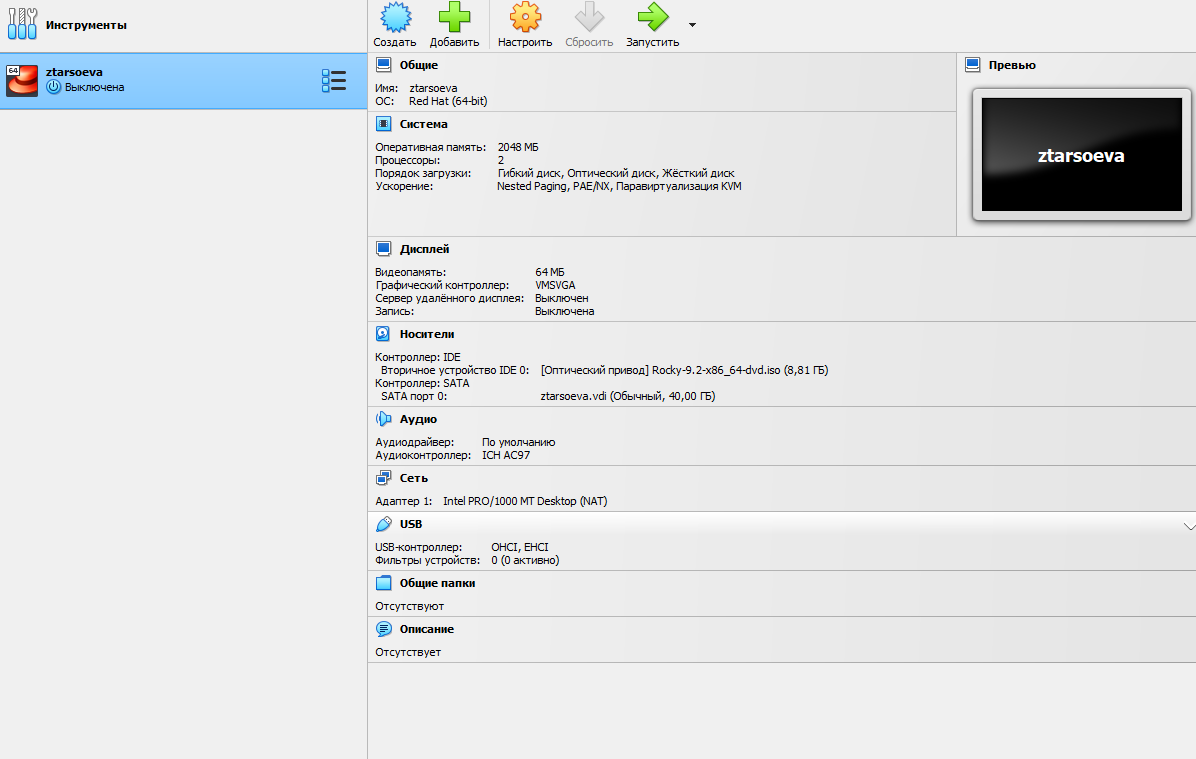 Инструменты
Создать Добавить Настроить Сбросить Запустить
64
ztarsoeva
Выключена
Общие
Имя: ztarsoeva
ОС: Red Hat (64-bit)
Система
Оперативная память: 2048 МБ
Процессоры: 2
Порядок загрузки: Гибкий диск, Оптический диск, Жёсткий диск
Ускорение: Nested Paging, PAE/NX, Паравиртуализация KVM
Превью
ztarsoeva
Дисплей
Видеопамять: 64 МБ
Графический контроллер: VMSVGA
Сервер удалённого дисплея: Выключен
Запись: Выключена
Носители
Контроллер: IDE
Вторичное устройство IDE 0: [Оптический привод] Rocky-9.2-x86_64-dvd.iso (8,81 ГБ)
Контроллер: SATA
SATA порт 0: ztarsoeva.vdi (Обычный, 40,00 ГБ)
Аудио
Аудиодрайвер: По умолчанию
Аудиоконтроллер: ICH AC97
Сеть
Адаптер 1: Intel PRO/1000 MT Desktop (NAT)
USB
USB-контроллер: OHCI, EHCI
Фильтры устройств: 0 (0 активно)
Общие папки
Отсутствуют
Описание
Отсутствует